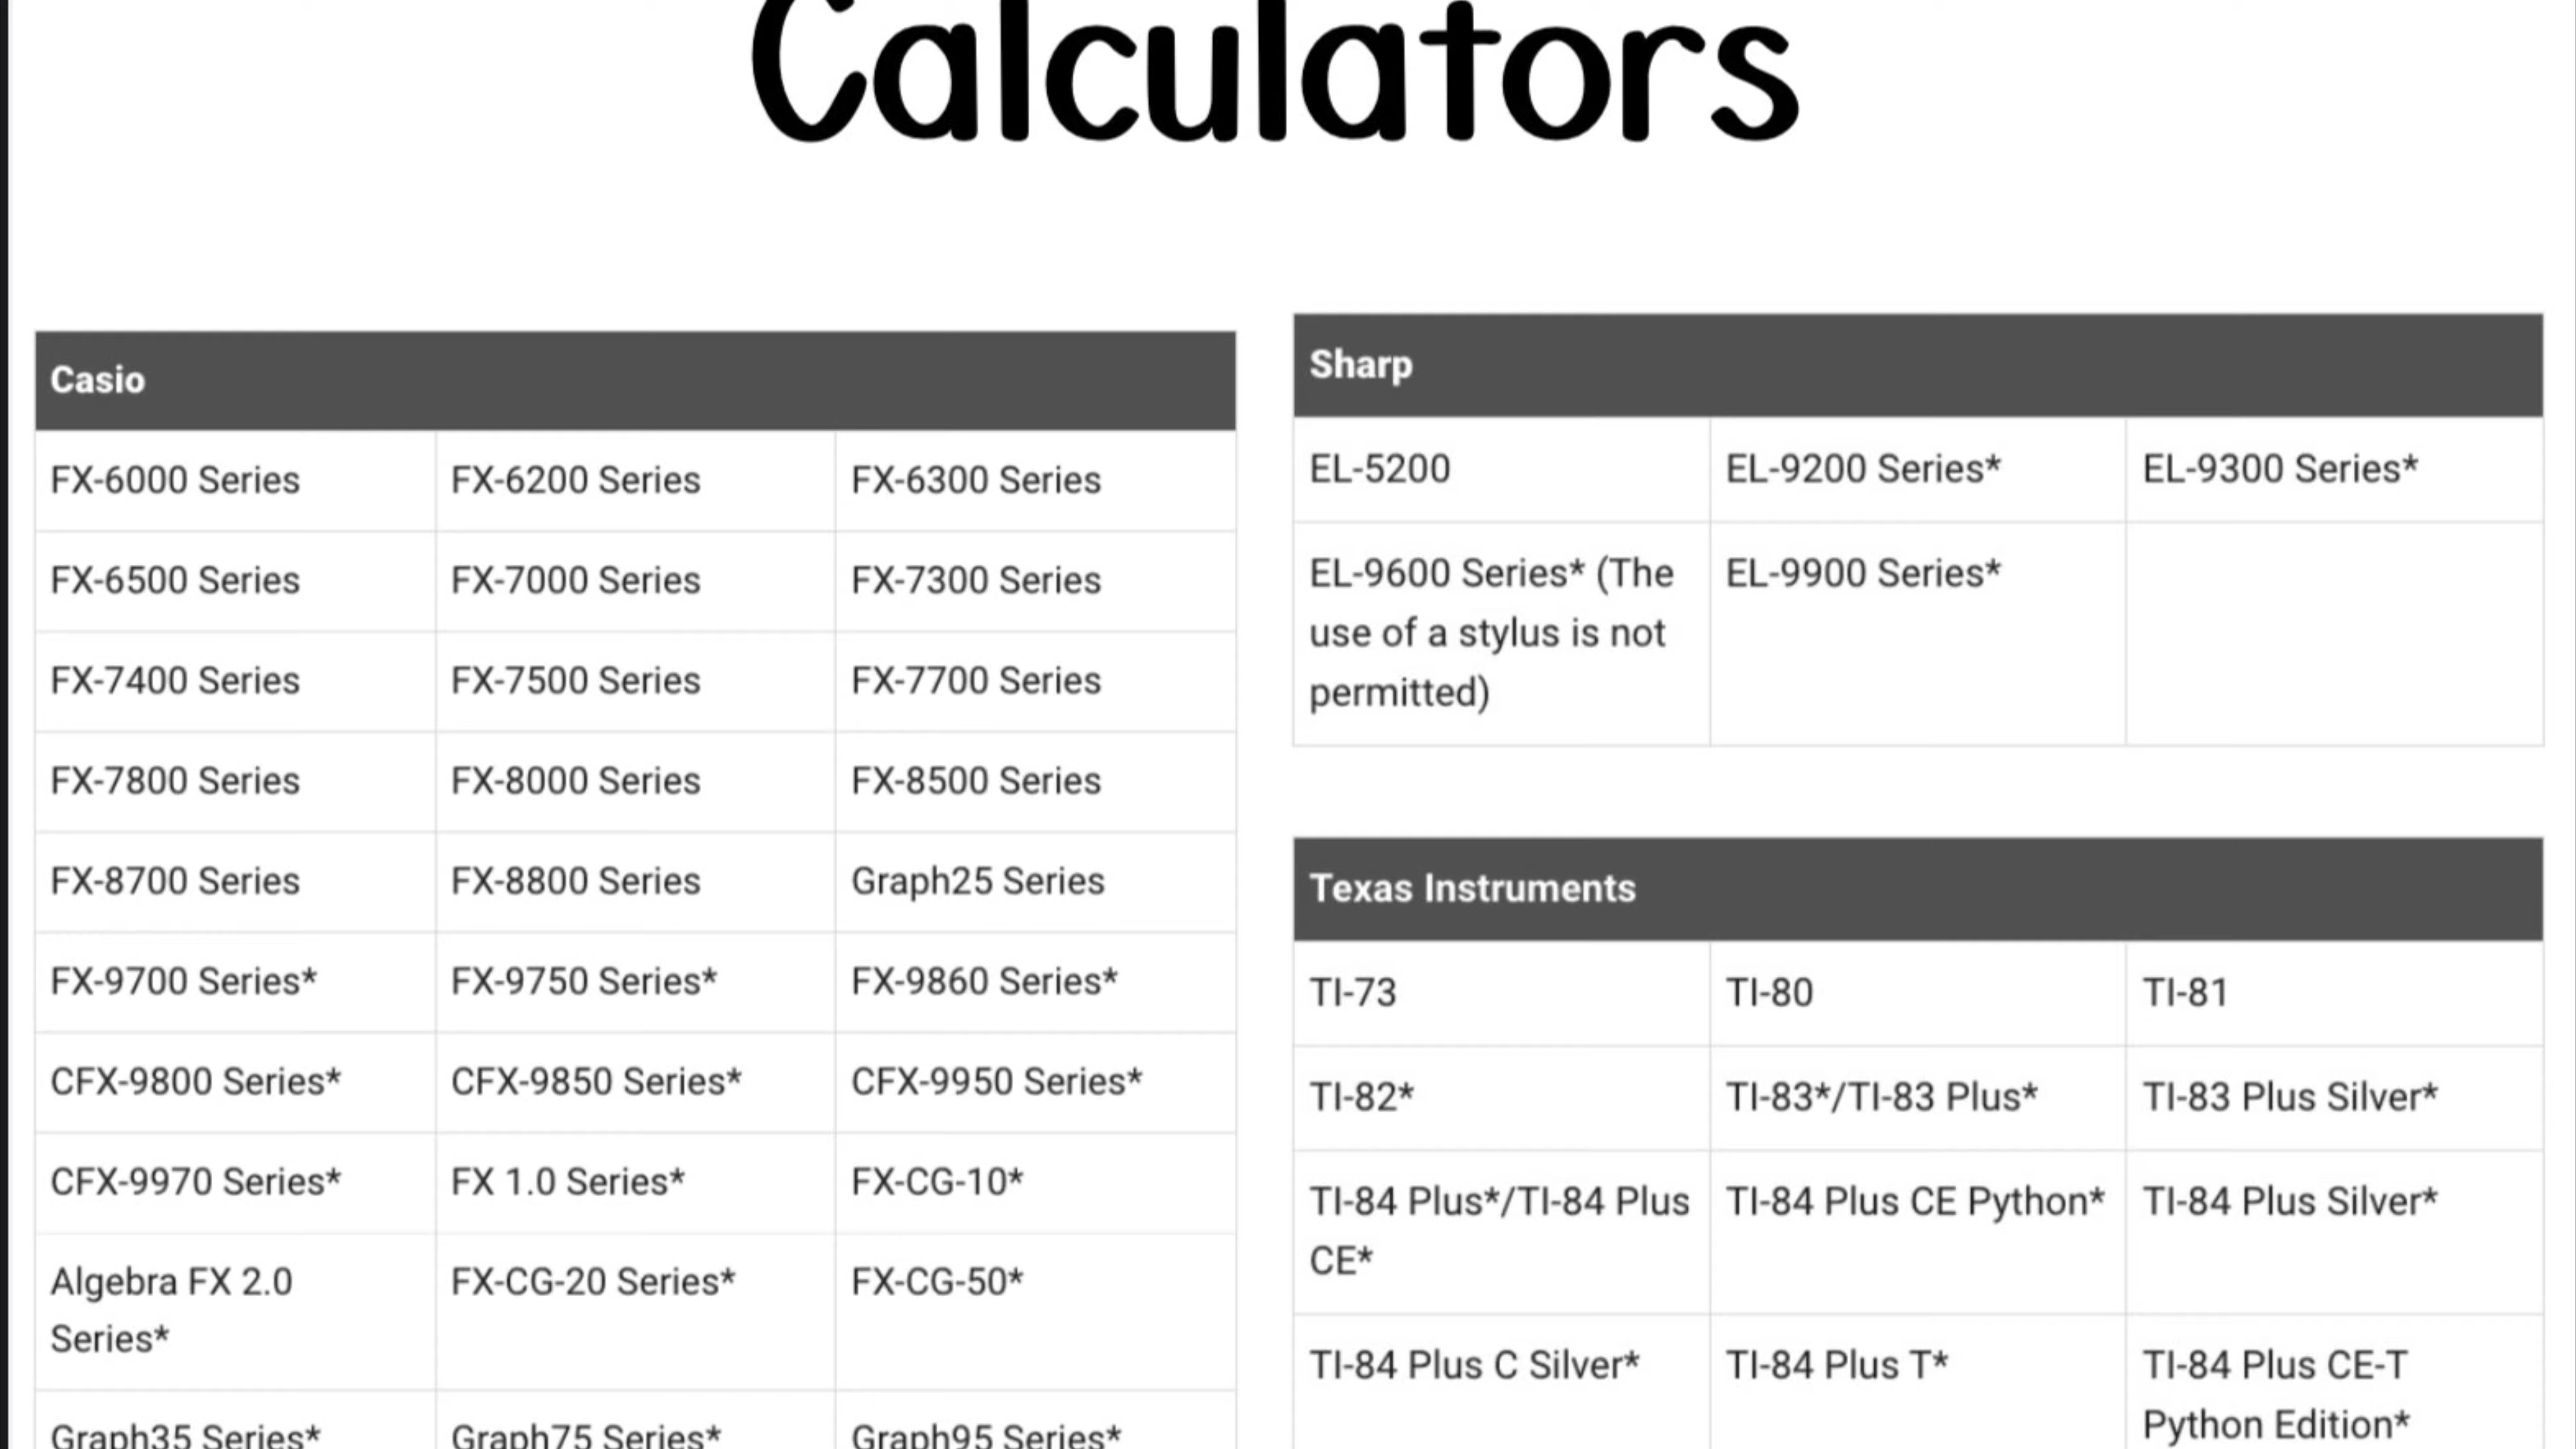 Calculators
Casio
FX-6000 Series
FX-6200 Series
FX-6300 Series
FX-6500 Series
FX-7000 Series
FX-7300 Series
FX-7400 Series
FX-7500 Series
FX-7700 Series
FX-7800 Series
FX-8000 Series
FX-8500 Series
FX-8700 Series
FX-8800 Series
Graph25 Series
FX-9700 Series*
FX-9750 Series*
FX-9860 Series*
CFX-9800 Series*
CFX-9850 Series*
CFX-9950 Series*
CFX-9970 Series*
FX 1.0 Series*
FX-CG-10*
Algebra FX 2.0
Series*
FX-CG-20 Series*
FX-CG-50*
Graph35 Series*
Graph75 Series*
Graph95 Series*
Sharp
EL-5200
EL-9200 Series*
EL-9300 Series*
EL-9600 Series* (The
use of a stylus is not
permitted)
EL-9900 Series*
Texas Instruments
TI-73
TI-80
TI-81
TI-82*
TI-83*/TI-83 Plus*
TI-83 Plus Silver*
TI-84 Plus*/TI-84 Plus
CE*
TI-84 Plus CE Python*
TI-84 Plus Silver*
TI-84 Plus C Silver*
TI-84 Plus T*
TI-84 Plus CE-T
Python Edition*